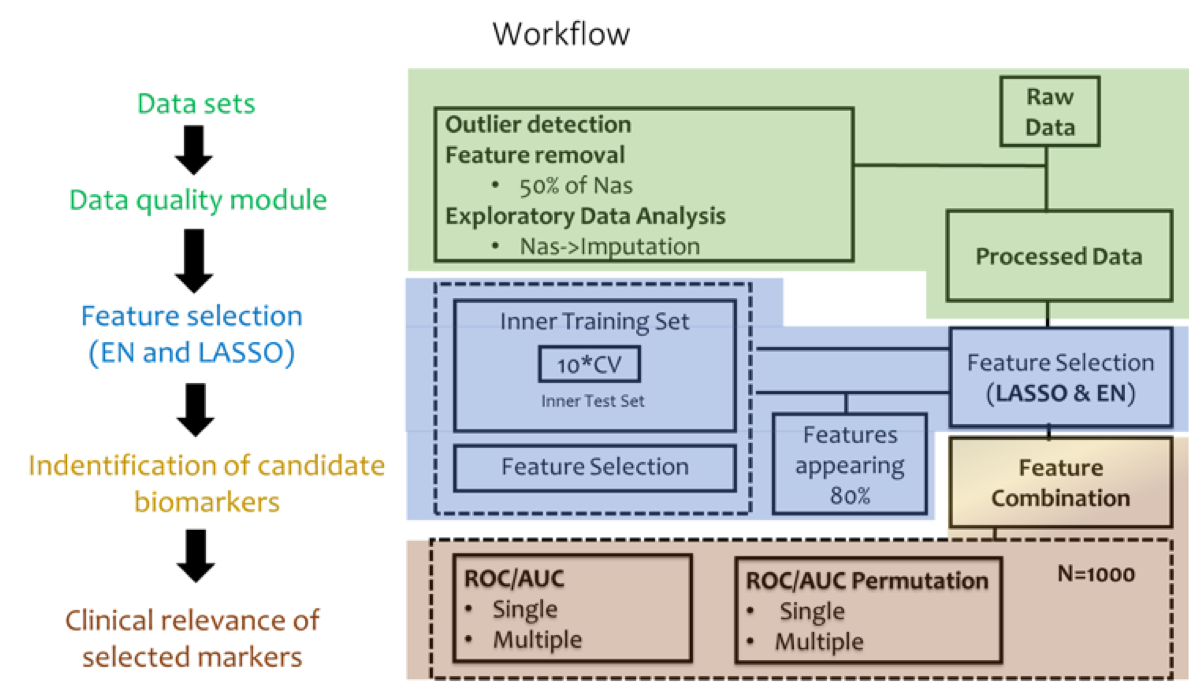 Workflow
Data sets
Data quality module
Feature selection
(EN and LASSO)
Indentification of candidate
biomarkers
Clinical relevance of
selected markers
Raw
Data
Outlier detection
Feature removal
• 50% of Nas
Exploratory Data Analysis
• Nas->Imputation
Processed Data
Inner Training Set
10*CV
Inner Test Set
Feature Selection
Feature Selection
(LASSO & EN)
Features
appearing
80%
Feature
Combination
ROC/AUC
• Single
• Multiple
ROC/AUC Permutation
• Single
• Multiple
N=1000